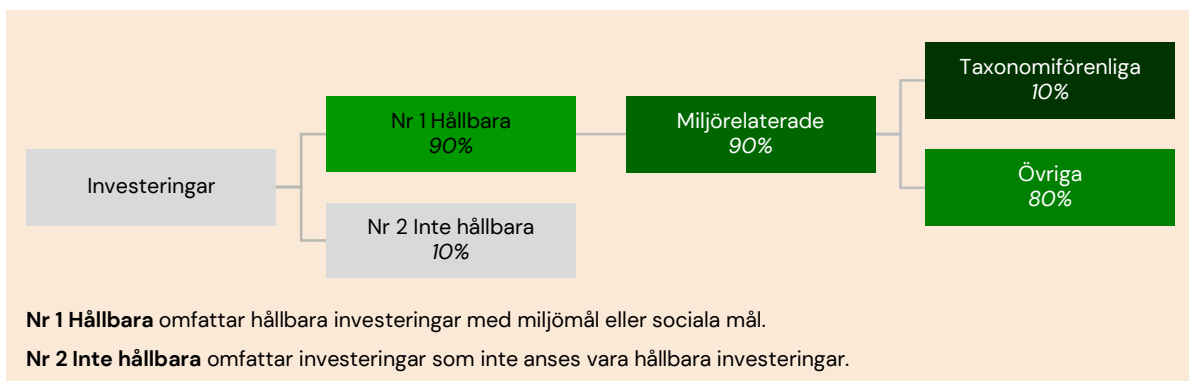 Investeringar
Nr 1 Hållbara
90%
Nr 2 Inte hållbara
10%
Miljörelaterade
90%
Taxonomiförenliga
10%
Övriga
80%
Nr 1 Hållbara omfattar hållbara investeringar med miljömål eller sociala mål.
Nr 2 Inte hållbara omfattar investeringar som inte anses vara hållbara investeringar.